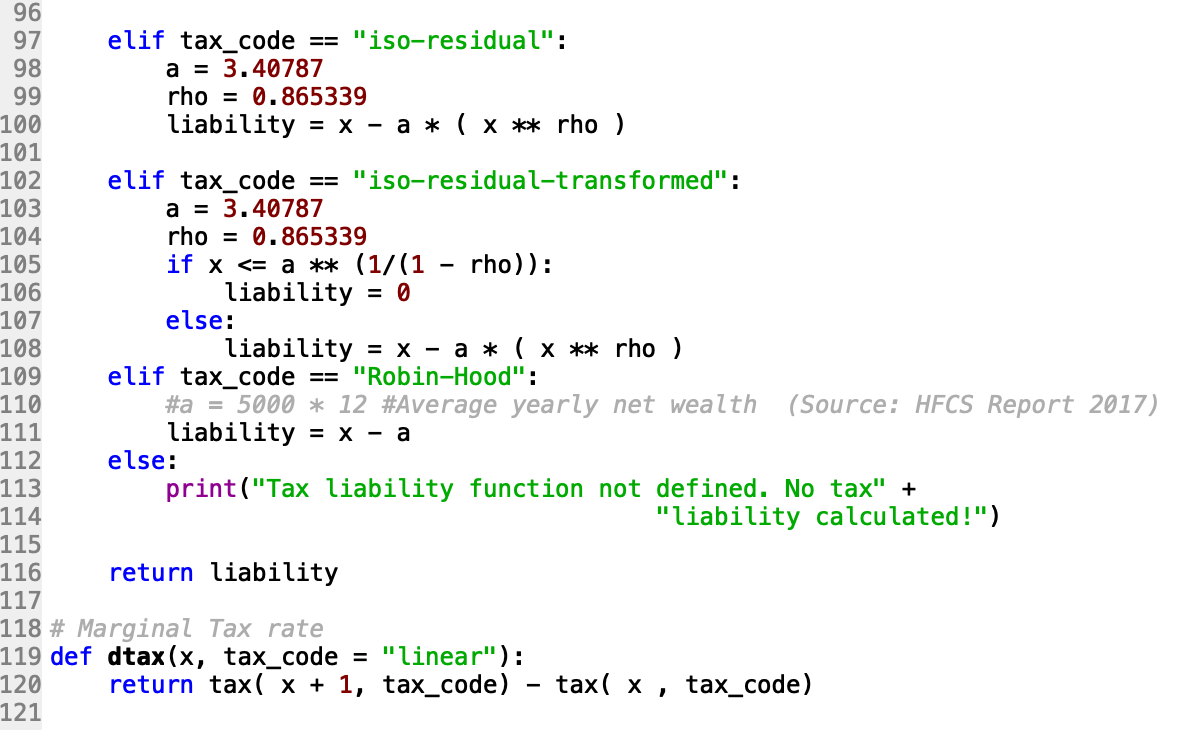 96
97     elif tax_code == "iso-residual":
98         a = 3.40787
99         rho = 0.865339
100         liability = x - a * ( x ** rho )
101
102     elif tax_code == "iso-residual-transformed":
103         a = 3.40787
104         rho = 0.865339
105         if x <= a ** (1/(1 - rho)):
106             liability = 0
107         else:
108             liability = x - a * ( x ** rho )
109     elif tax_code == "Robin-Hood":
110         #a = 5000 * 12 #Average yearly net wealth  (Source: HFCS Report 2017)
111         liability = x - a
112     else:
113         print("Tax liability function not defined. No tax" +
114                                           "liability calculated!")
115
116     return liability
117
118 # Marginal Tax rate
119 def dtax(x, tax_code = "linear"):
120     return tax( x + 1, tax_code) - tax( x , tax_code)
121